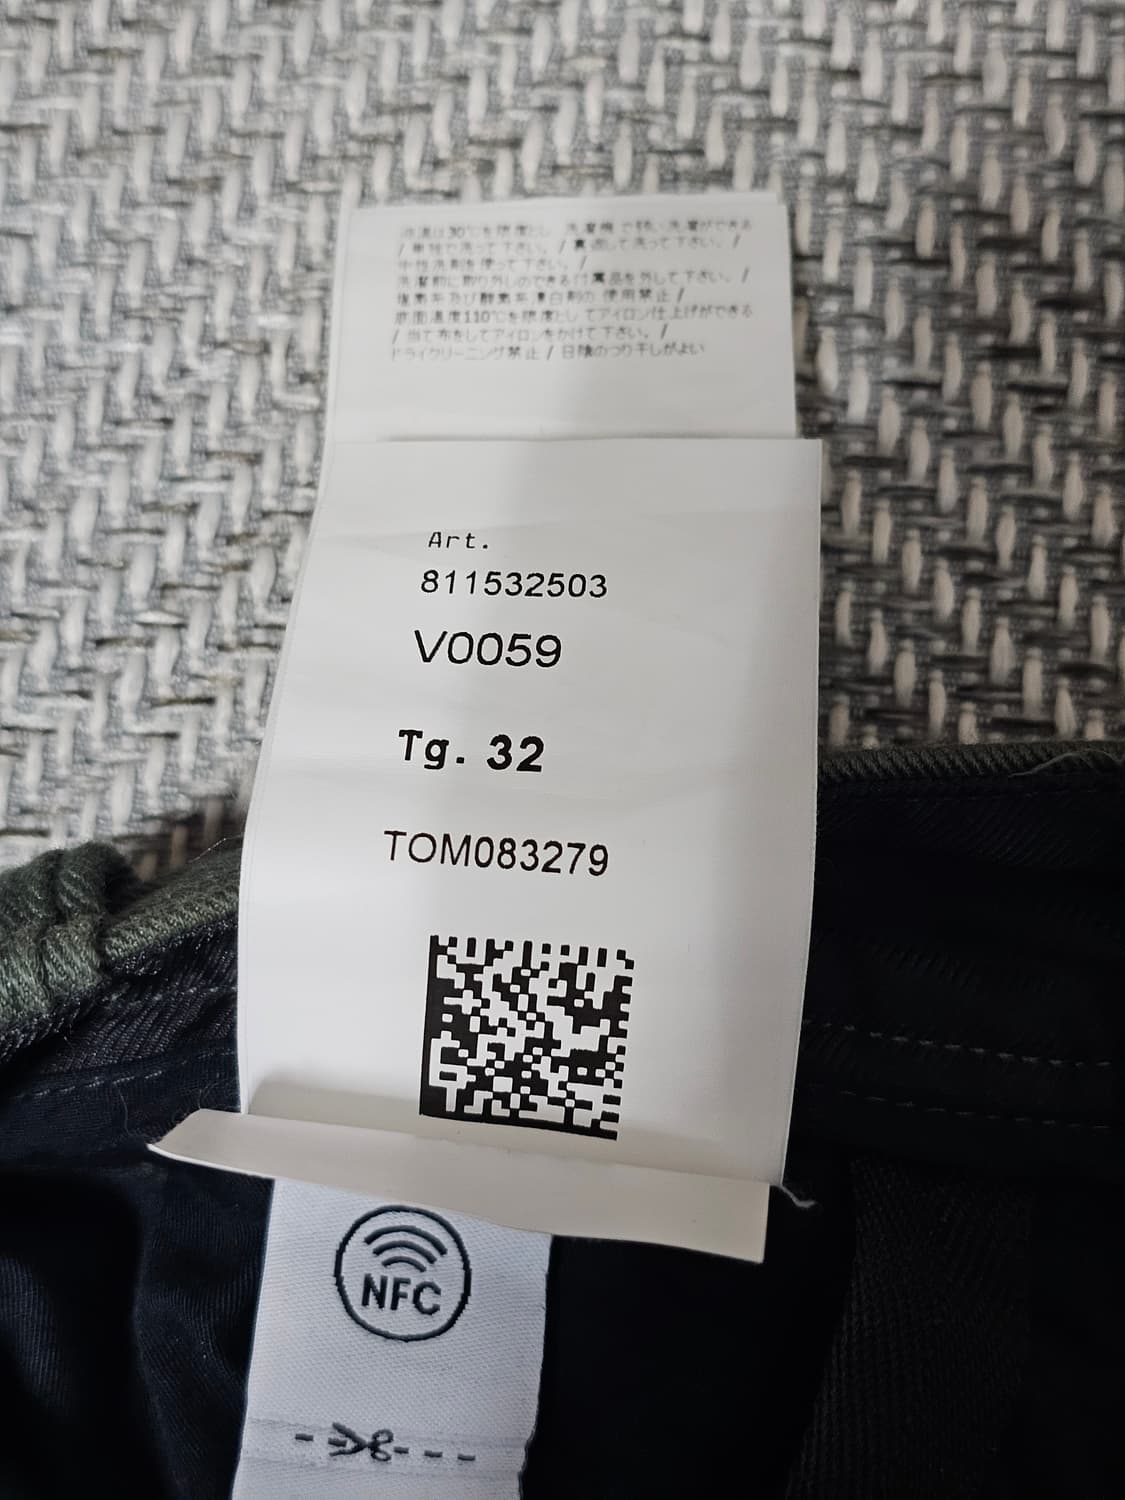 液温は30℃を限度とし 洗濯機で弱い洗濯ができる
/ 単独で洗って下さい。 / 裏返して洗って下さい。 /
中性洗剤を使って下さい。 /
洗濯前に取り外しのできる付属品を外して下さい。 /
塩素系及び酸素系漂白剤の 使用禁止 /
底面温度110℃を限度とし てアイロン仕上げができる
/ 当て布をしてアイロンをかけて下さい。 /
ドライクリーニング禁止 / 日陰のつり干しがよい
Art.
811532503
V0059
Tg. 32
TOM083279
NFC